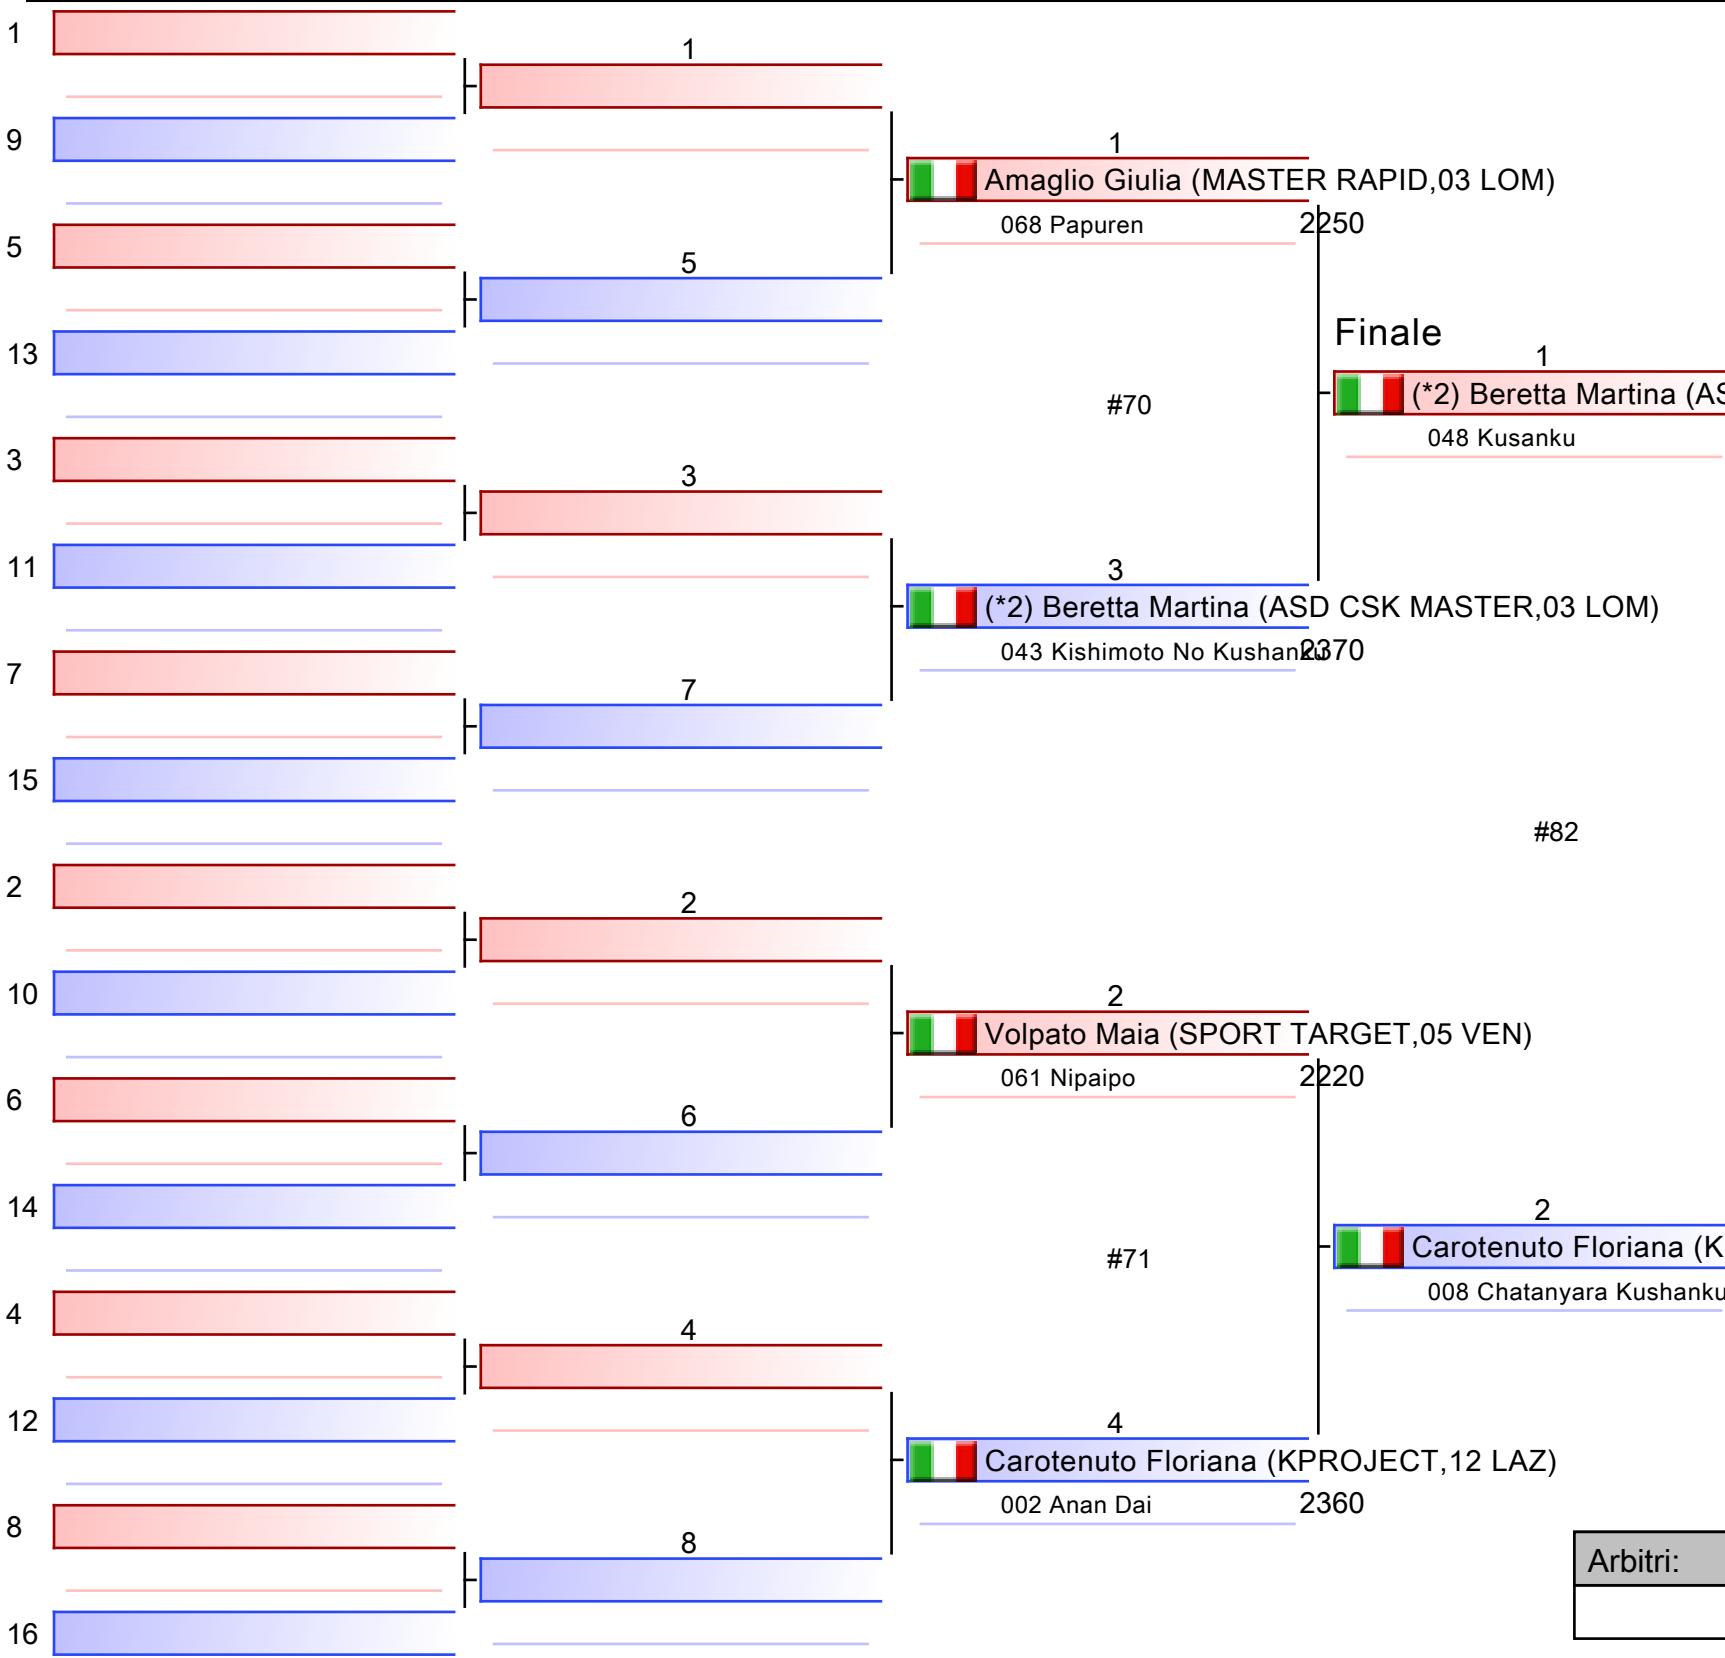 1
9
5
13
3
11
7
15
2
10
6
14
4
12
8
16
1
5
3
7
2
6
4
8
1
Amaglio Giulia (MASTER RAPID,03 LOM)
068 Papuren 2250
#70
3
(*2) Beretta Martina (ASD CSK MASTER,03 LOM)
043 Kishimoto No Kushanku 2370
2
Volpato Maia (SPORT TARGET,05 VEN)
061 Nipaipo 2220
#71
4
Carotenuto Floriana (KPROJECT,12 LAZ)
002 Anan Dai 2360
Finale
1
(*2) Beretta Martina (AS
048 Kusanku
#82
2
Carotenuto Floriana (K
008 Chatanyara Kushanku
Arbitri: